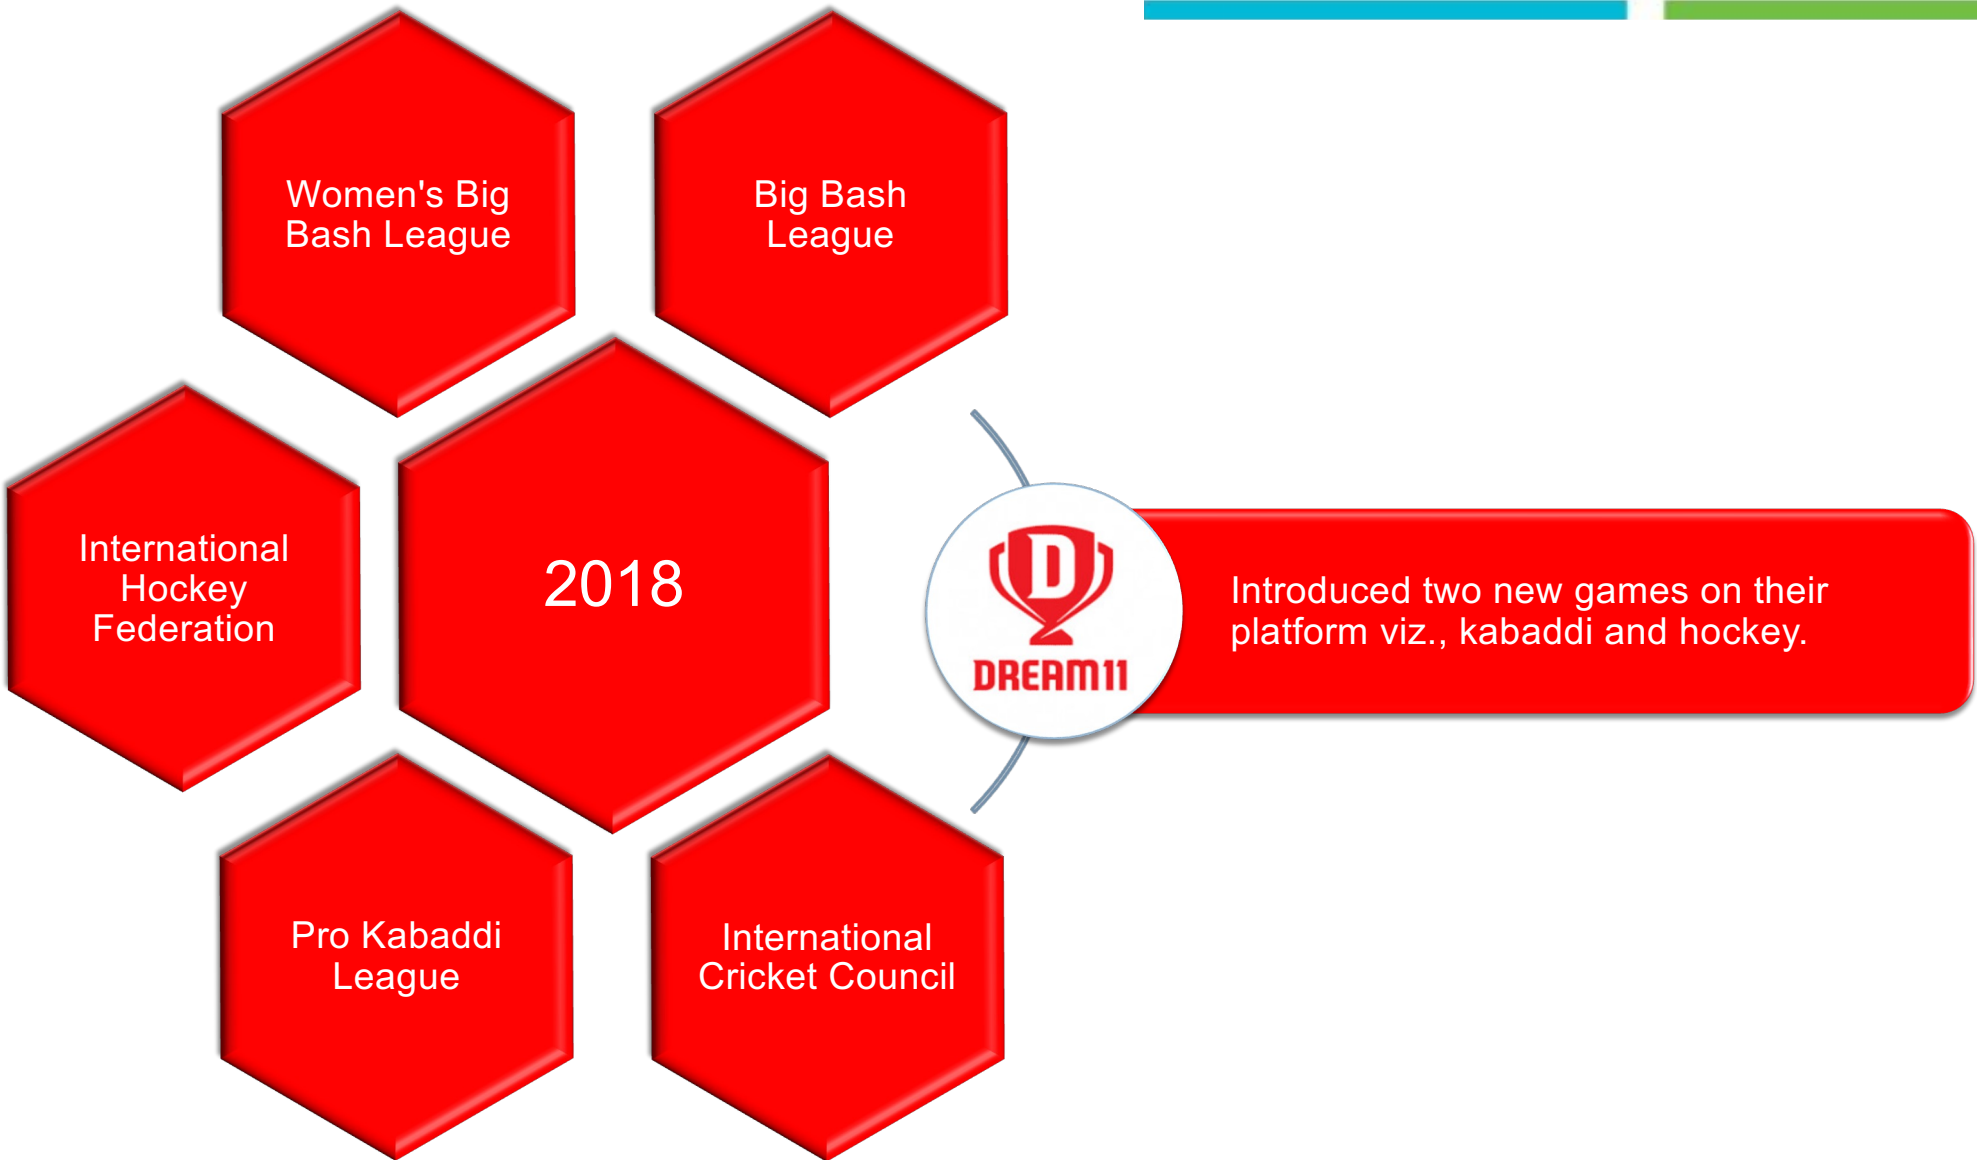 Women's Big
Bash League
Big Bash
League
International
Hockey
Federation
2018
D
DREAM11
Introduced two new games on their
platform viz., kabaddi and hockey.
Pro Kabaddi
League
International
Cricket Council